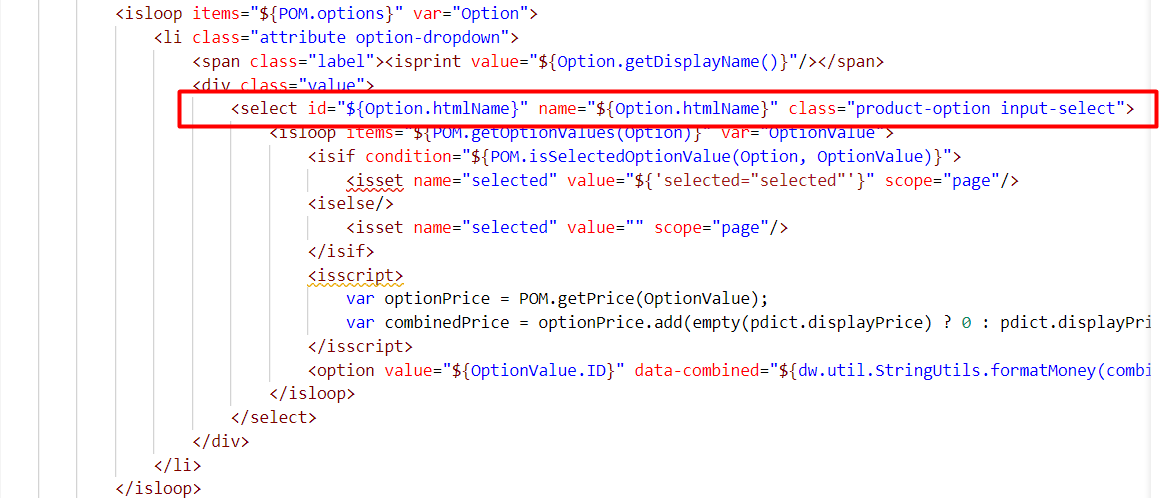 <isloop items="${POM.options}" var="Option">
<li class="attribute option-dropdown">
<span class="label"><isprint value="${Option.getDisplayName()}"/></span>
<div class="value">
<select id="${Option.htmlName}" name="${Option.htmlName}" class="product-option input-select">
<isloop items="${POM.getOptionValues(Option)}" var="OptionValue">
<isif condition="${POM.isSelectedOptionValue(Option, OptionValue)}">
<isset name="selected" value="${'selected="selected"'}" scope="page"/>
<iselse/>
<isset name="selected" value="" scope="page"/>
</isif>
<isscript>
var optionPrice = POM.getPrice(OptionValue);
var combinedPrice = optionPrice.add(empty(pdict.displayPrice) ? 0 : pdict.displayPri
</isscript>
<option value="${OptionValue.ID}" data-combined="${dw.util.StringUtils.formatMoney(combi
</isloop>
</select>
</div>
</li>
</isloop>